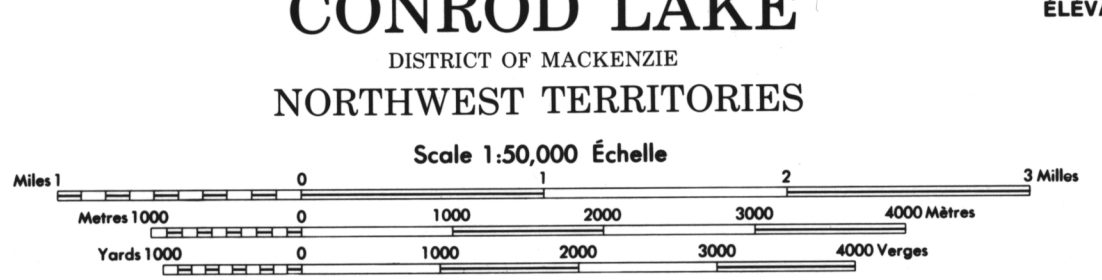 CONROD LAKE
DISTRICT OF MACKENZIE
NORTHWEST TERRITORIES
Scale 1:50,000 Échelle
Miles 1 0 1 2 3 Milles
Metres 1000 0 1000 2000 3000 4000 Mètres
Yards 1000 0 1000 2000 3000 4000 Verges